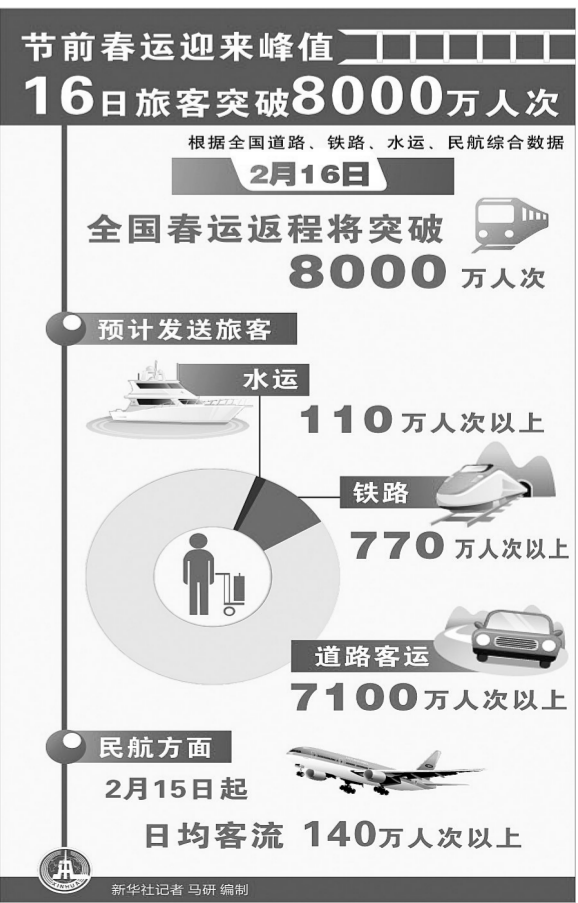 节前春运迎来峰值
16日旅客突破8000万人次
根据全国道路、铁路、水运、民航综合数据
2月16日
全国春运返程将突破
8000万人次
预计发送旅客
水运
110万人次以上
铁路
770万人次以上
道路客运
7100万人次以上
民航方面
2月15日起
日均客流 140万人次以上
XINHUA
新华社记者 马研 编制